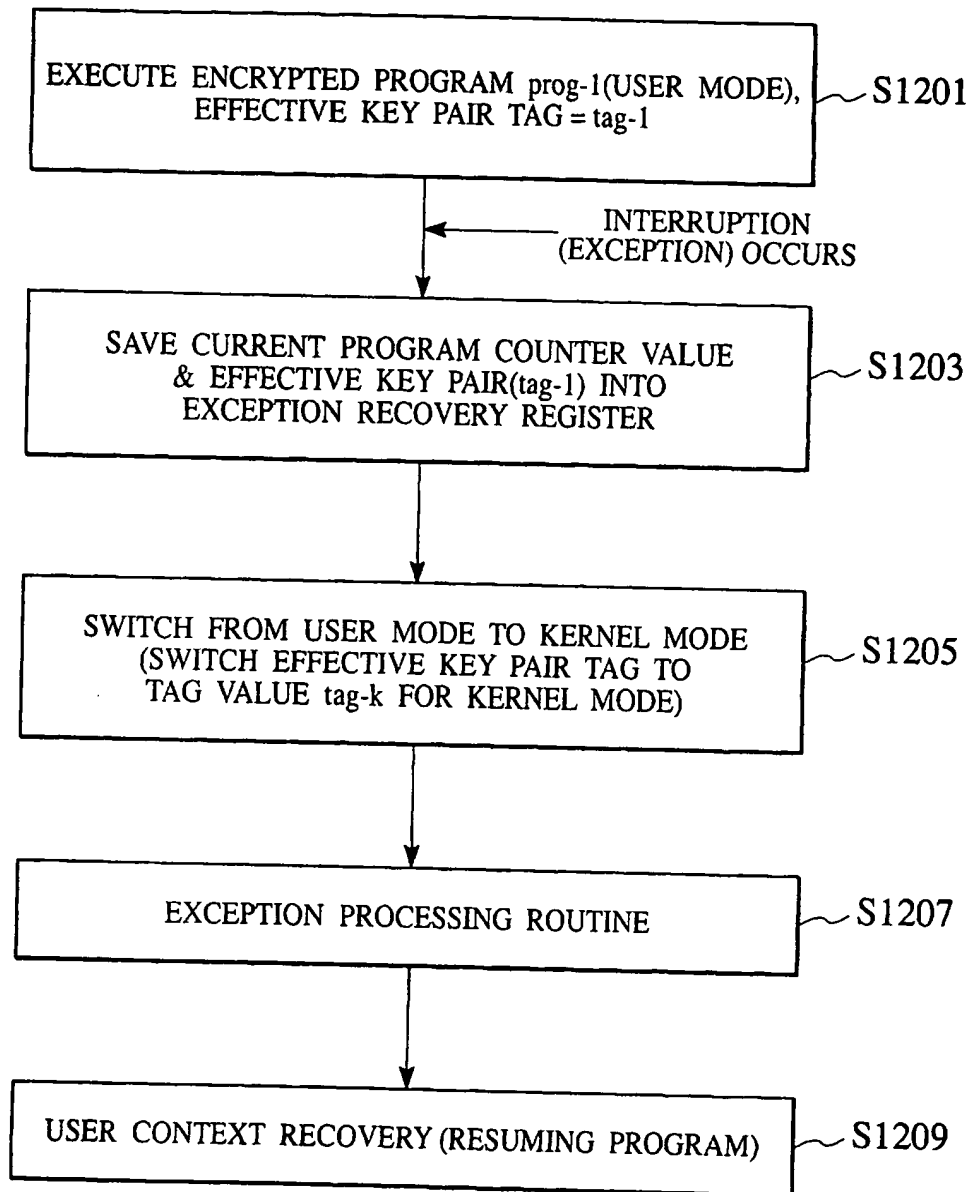 EXECUTE ENCRYPTED PROGRAM prog-1(USER MODE),
EFFECTIVE KEY PAIR TAG = tag-1
S1201
INTERRUPTION
(EXCEPTION) OCCURS
SAVE CURRENT PROGRAM COUNTER VALUE
& EFFECTIVE KEY PAIR(tag-1) INTO
EXCEPTION RECOVERY REGISTER
S1203
SWITCH FROM USER MODE TO KERNEL MODE
(SWITCH EFFECTIVE KEY PAIR TAG TO
TAG VALUE tag-k FOR KERNEL MODE)
S1205
EXCEPTION PROCESSING ROUTINE
S1207
USER CONTEXT RECOVERY (RESUMING PROGRAM)
S1209